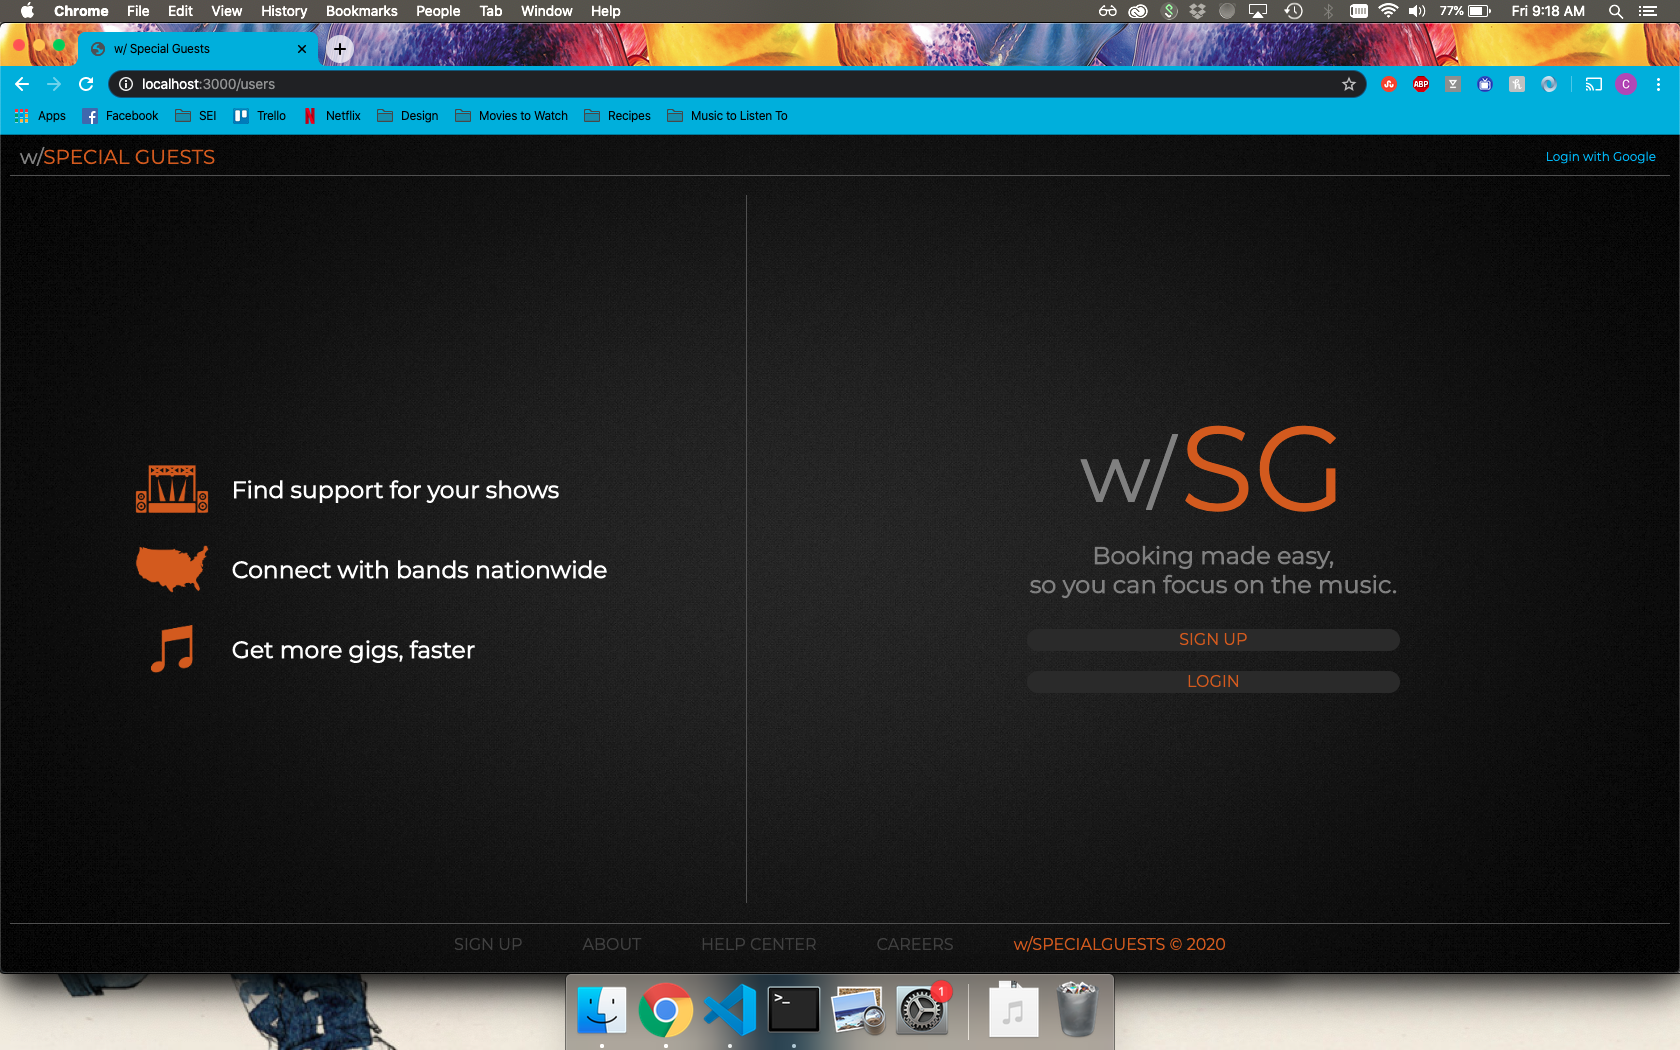 Chrome File Edit View History Bookmarks People Tab Window Help 77% Fri 9:18 AM
w/ Special Guests
localhost:3000/users
ABP
C
Apps Facebook SEI Trello Netflix Design Movies to Watch Recipes Music to Listen To
w/SPECIAL GUESTS
Login with Google
Find support for your shows
Connect with bands nationwide
Get more gigs, faster
w/SG
Booking made easy,
so you can focus on the music.
SIGN UP
LOGIN
SIGN UP ABOUT HELP CENTER CAREERS w/SPECIALGUESTS © 2020
>_
1